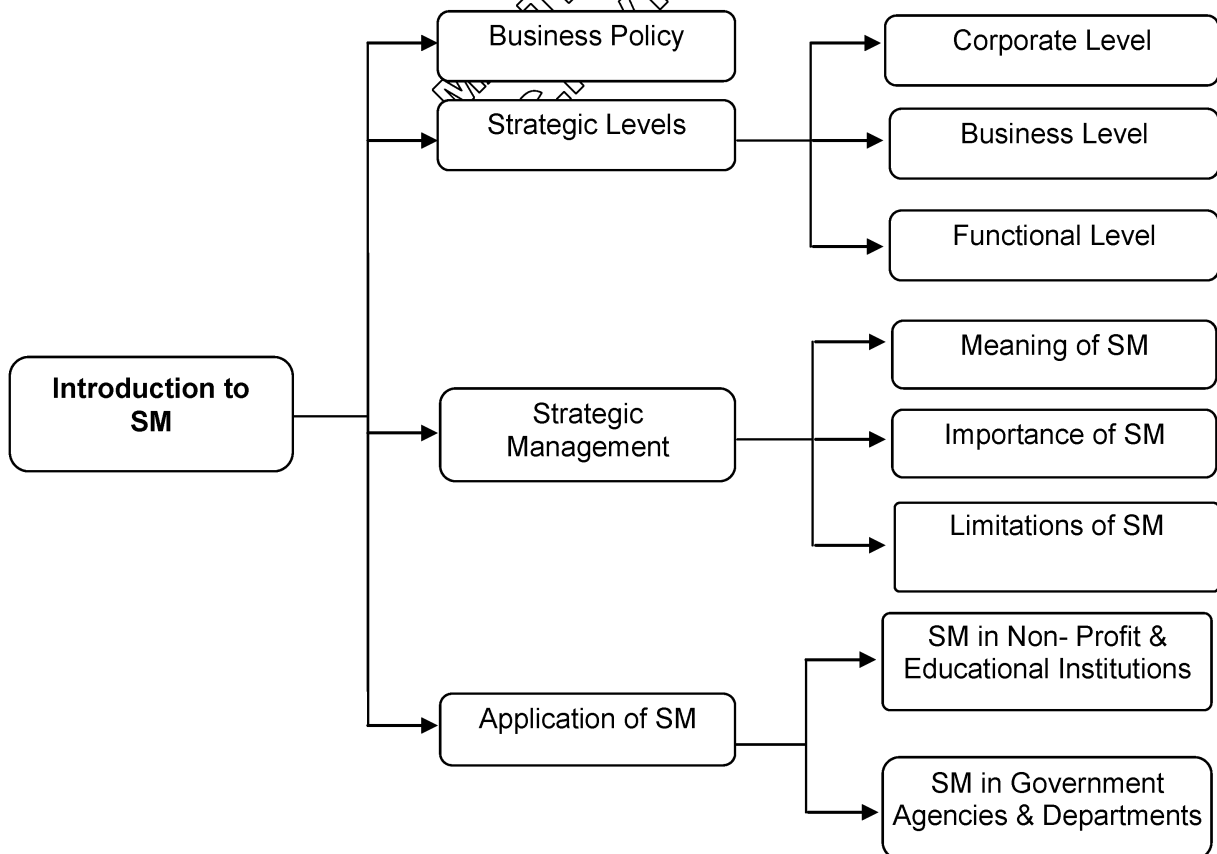 Business Policy
Strategic Levels
Corporate Level
Business Level
Functional Level
Introduction to
SM
Strategic
Management
Meaning of SM
Importance of SM
Limitations of SM
Application of SM
SM in Non- Profit &
Educational Institutions
SM in Government
Agencies & Departments